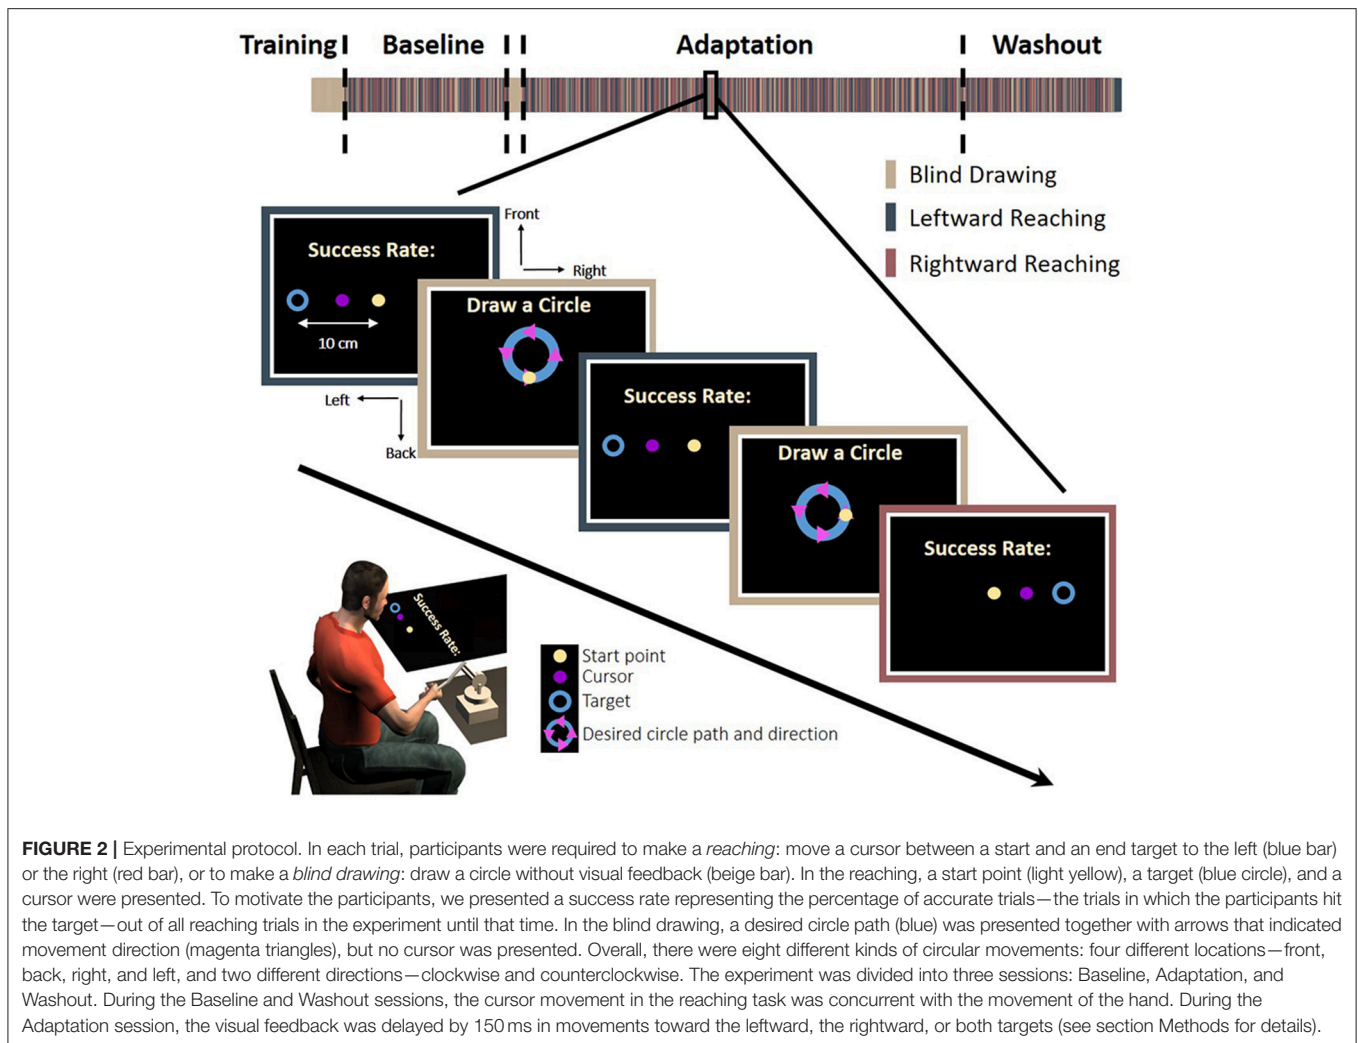 Training Baseline Adaptation Washout
Blind Drawing
Leftward Reaching
Rightward Reaching
Front
Right
Success Rate:
10 cm
Left
Back
Draw a Circle
Success Rate:
Draw a Circle
Success Rate:
Success Rate:
Start point
Cursor
Target
Desired circle path and direction
FIGURE 2 | Experimental protocol. In each trial, participants were required to make a reaching: move a cursor between a start and an end target to the left (blue bar)
or the right (red bar), or to make a blind drawing: draw a circle without visual feedback (beige bar). In the reaching, a start point (light yellow), a target (blue circle), and a
cursor were presented. To motivate the participants, we presented a success rate representing the percentage of accurate trials—the trials in which the participants hit
the target—out of all reaching trials in the experiment until that time. In the blind drawing, a desired circle path (blue) was presented together with arrows that indicated
movement direction (magenta triangles), but no cursor was presented. Overall, there were eight different kinds of circular movements: four different locations—front,
back, right, and left, and two different directions—clockwise and counterclockwise. The experiment was divided into three sessions: Baseline, Adaptation, and
Washout. During the Baseline and Washout sessions, the cursor movement in the reaching task was concurrent with the movement of the hand. During the
Adaptation session, the visual feedback was delayed by 150 ms in movements toward the leftward, the rightward, or both targets (see section Methods for details).